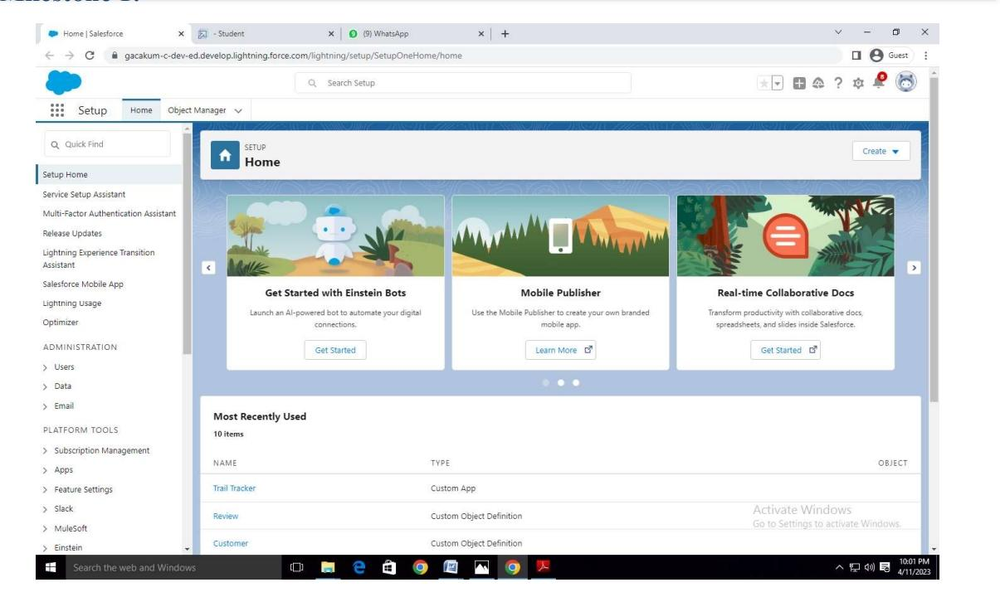 Home | Salesforce
- Student
(9) WhatsApp
gacakum-c-dev-ed.develop.lightning.force.com/lightning/setup/SetupOneHome/home
Guest
Search Setup
8
Setup
Home
Object Manager
Quick Find
Setup Home
Service Setup Assistant
Multi-Factor Authentication Assistant
Release Updates
Lightning Experience Transition
Assistant
Salesforce Mobile App
Lightning Usage
Optimizer
ADMINISTRATION
Users
Data
Email
PLATFORM TOOLS
Subscription Management
Apps
Feature Settings
Slack
MuleSoft
Einstein
SETUP
Home
Create
Get Started with Einstein Bots
Launch an AI-powered bot to automate your digital
connections.
Get Started
Mobile Publisher
Use the Mobile Publisher to create your own branded
mobile app.
Learn More
Real-time Collaborative Docs
Transform productivity with collaborative docs,
spreadsheets, and slides inside Salesforce.
Get Started
Most Recently Used
10 items
NAME TYPE OBJECT
Trail Tracker Custom App
Review Custom Object Definition
Customer Custom Object Definition
Activate Windows
Go to Settings to activate Windows.
Search the web and Windows
10:01 PM
4/11/2023